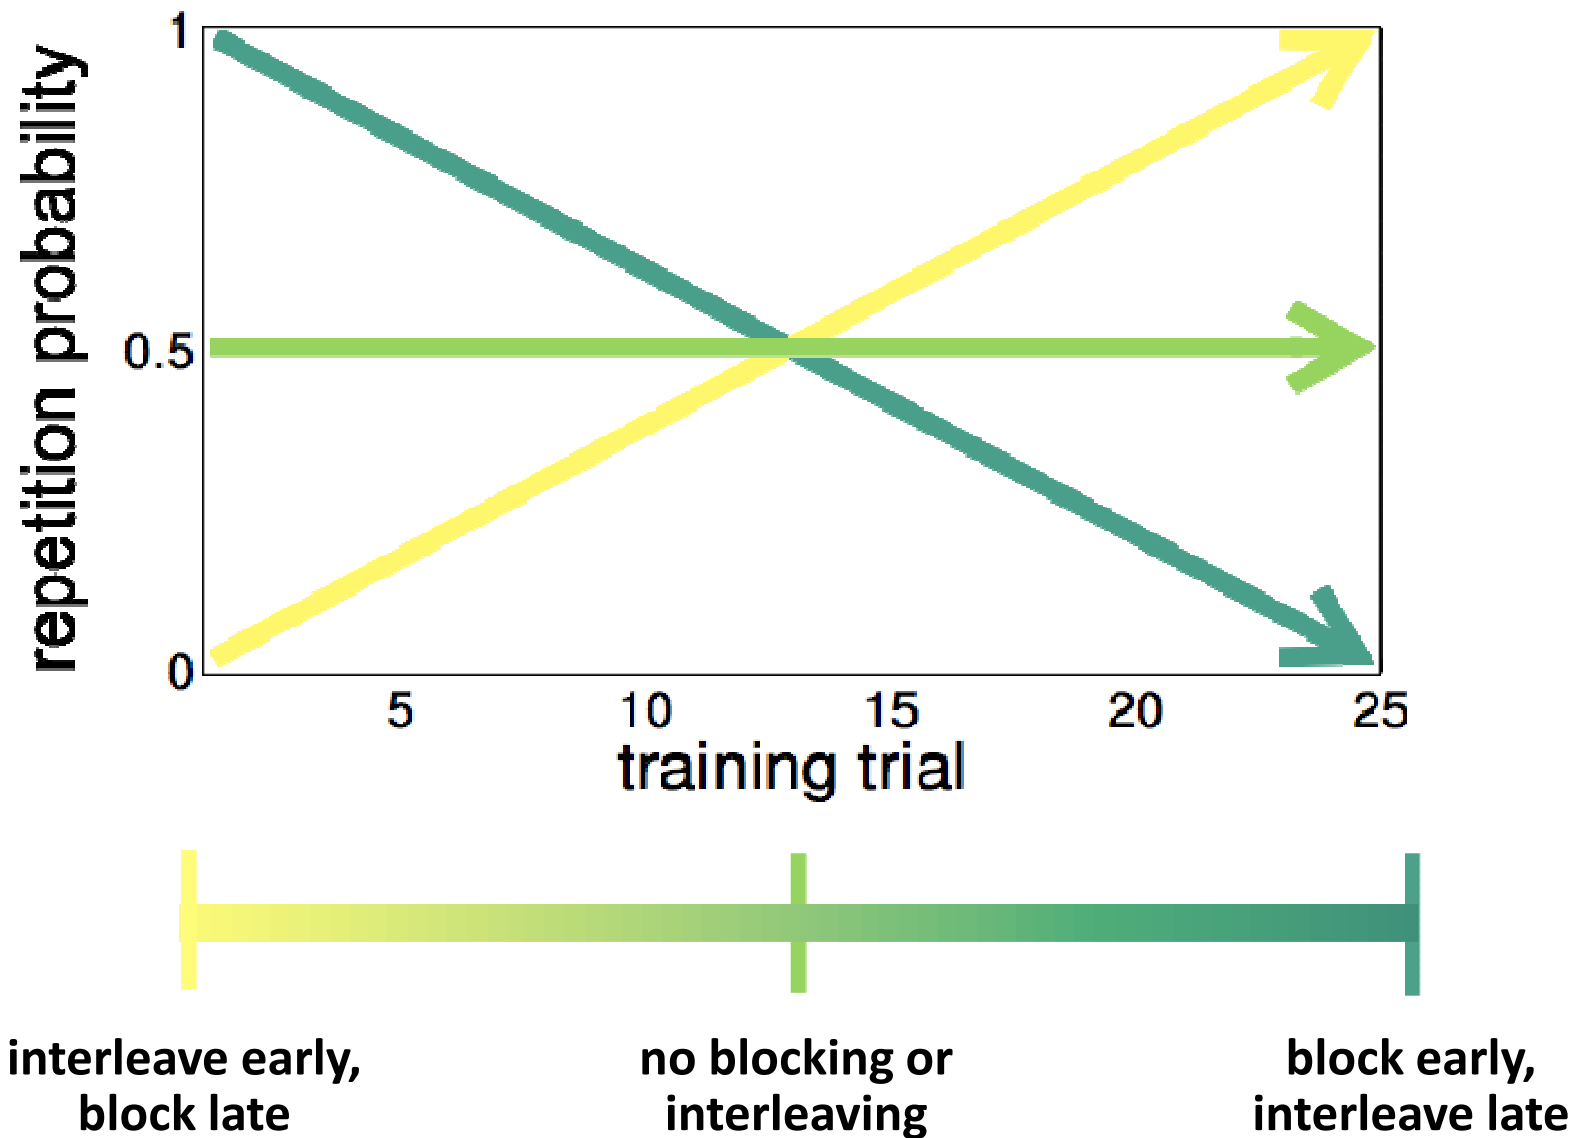 repetition probability
1
0.5
0
5 10 15 20 25
training trial
interleave early,
block late
no blocking or
interleaving
block early,
interleave late